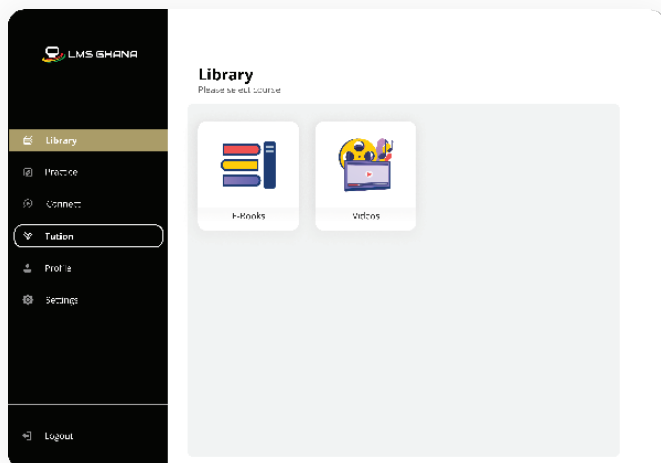 LMS GHANA
Library
Practice
Connect
Tution
Profile
Settings
Logout
Library
Please select course
E-Books
Videos